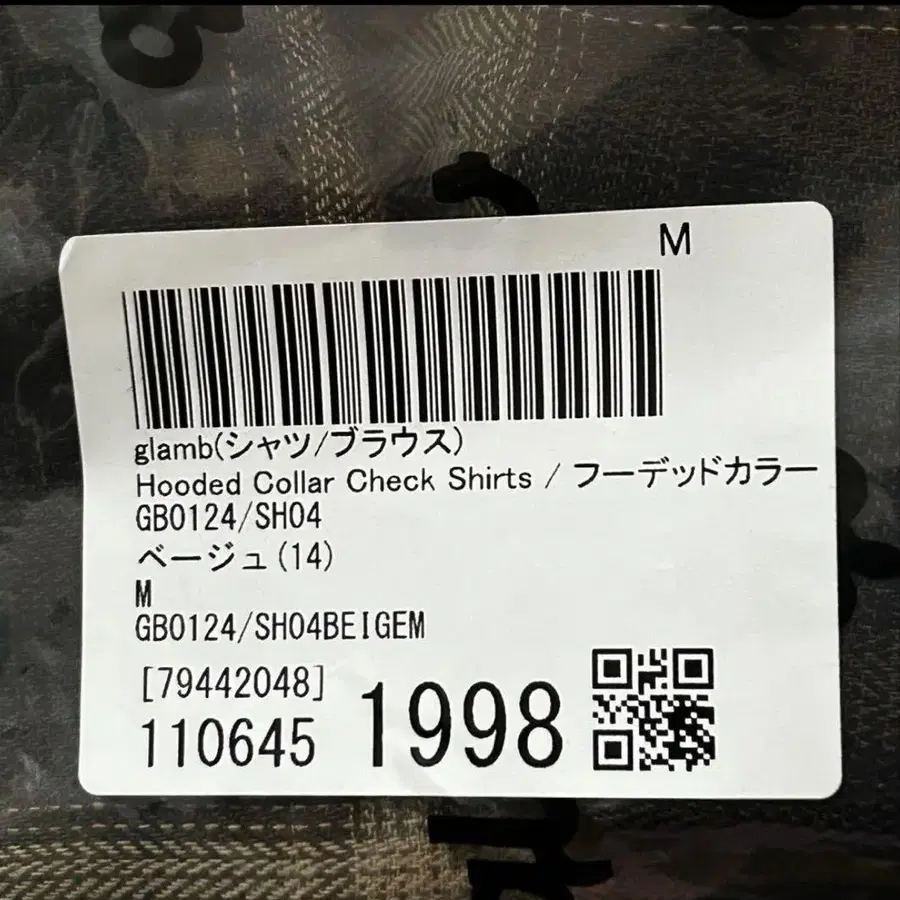 M
glamb(シャツ/ブラウス)
Hooded Collar Check Shirts / フーデッドカラー
GB0124/SH04
ベージュ(14)
M
GB0124/SH04BEIGEM
[79442048]
110645 1998